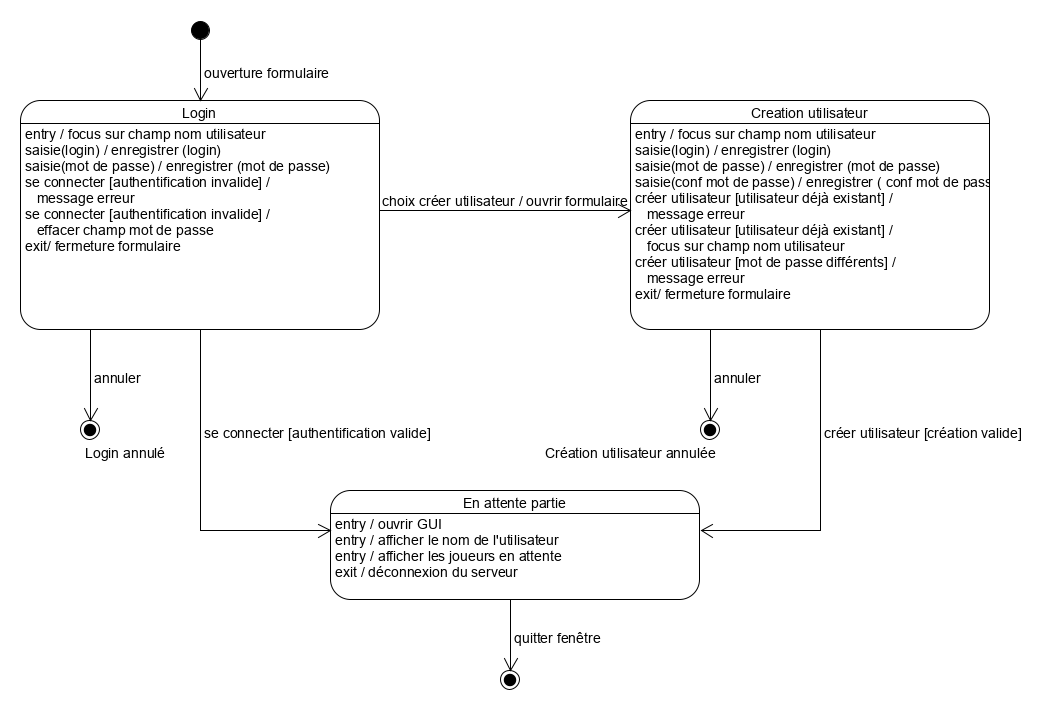 ouverture formulaire
Login
entry / focus sur champ nom utilisateur
saisie(login) / enregistrer (login)
saisie(mot de passe) / enregistrer (mot de passe)
se connecter [authentification invalide] /
message erreur
se connecter [authentification invalide] /
effacer champ mot de passe
exit/ fermeture formulaire
choix créer utilisateur / ouvrir formulaire
Creation utilisateur
entry / focus sur champ nom utilisateur
saisie(login) / enregistrer (login)
saisie(mot de passe) / enregistrer (mot de passe)
saisie(conf mot de passe) / enregistrer ( conf mot de pass
créer utilisateur [utilisateur déjà existant] /
message erreur
créer utilisateur [utilisateur déjà existant] /
focus sur champ nom utilisateur
créer utilisateur [mot de passe différents] /
message erreur
exit/ fermeture formulaire
annuler
Login annulé
se connecter [authentification valide]
annuler
Création utilisateur annulée
créer utilisateur [création valide]
En attente partie
entry / ouvrir GUI
entry / afficher le nom de l'utilisateur
entry / afficher les joueurs en attente
exit / déconnexion du serveur
quitter fenêtre